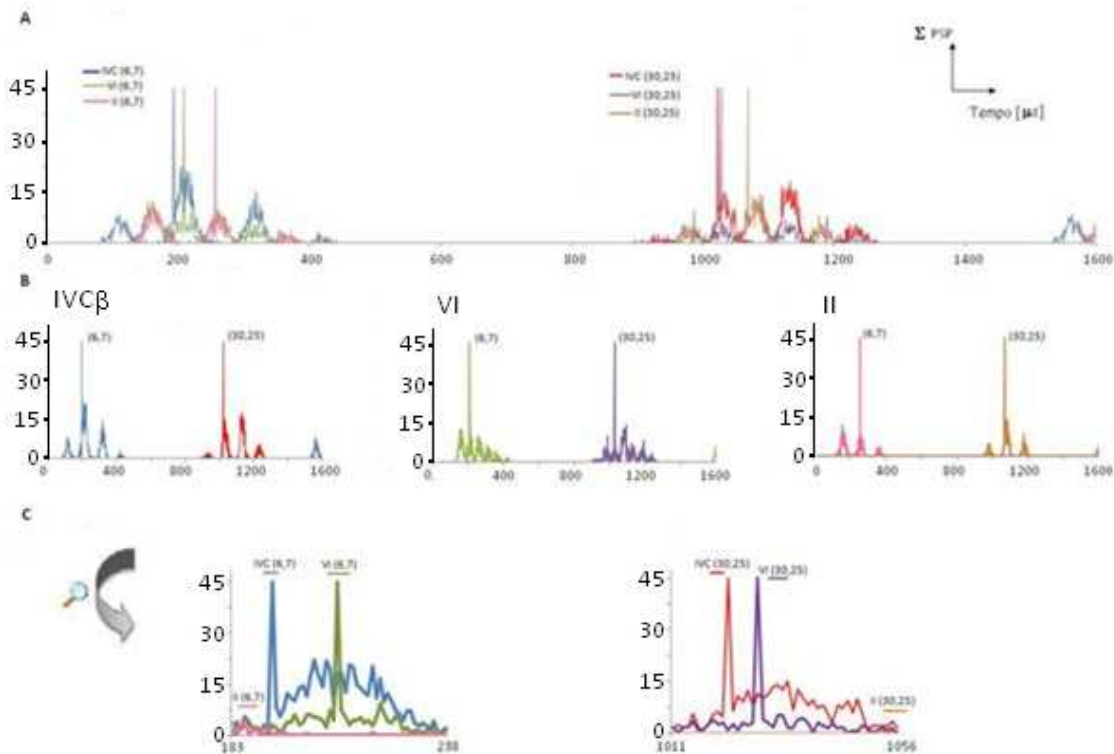 A
Σ PSP
Tempo [µs]
IVC (6,7)
VI (6,7)
II (6,7)
IVC (30,25)
VI (30,25)
II (30,25)
45
30
15
0
0 200 400 600 800 1000 1200 1400 1600
B
IVCβ
VI
II
45
30
15
0
(6,7)
(30,25)
400 800 1200 1600
45
30
15
0.
(6,7)
(30,25)
400 800 1200 1600
45
30
15
0
(6,7)
(30,25)
0 400 800 1200 1600
C
IVC (6,7)
VI (6,7)
II (6,7)
45
30
15
0
183 238
IVC (30,25)
VI (30,25)
II (30,25)
45
30
15
0
1011 1056